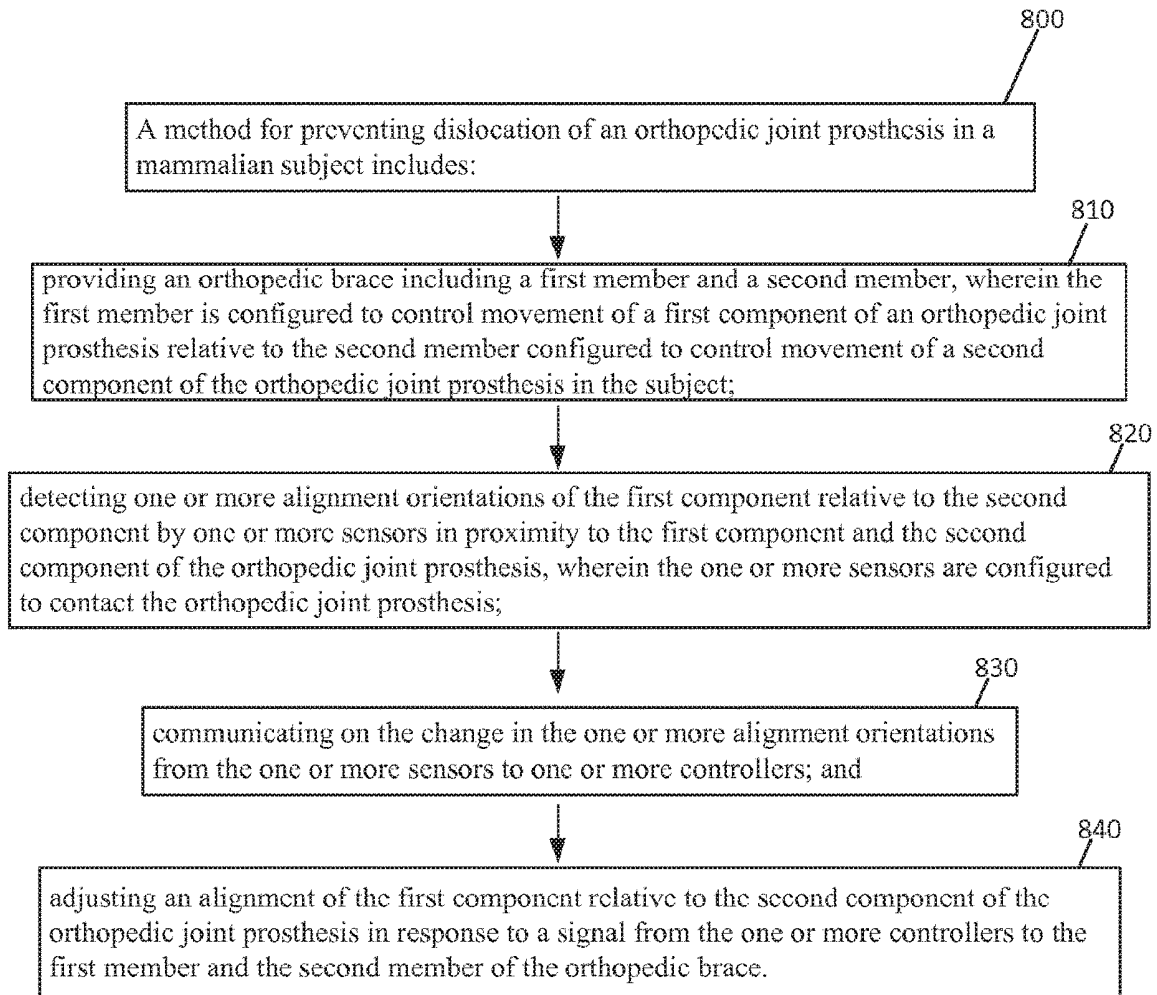 800
A method for preventing dislocation of an orthopedic joint prosthesis in a
mammalian subject includes:
810
providing an orthopedic brace including a first member and a second member, wherein the
first member is configured to control movement of a first component of an orthopedic joint
prosthesis relative to the second member configured to control movement of a second
component of the orthopedic joint prosthesis in the subject;
820
detecting one or more alignment orientations of the first component relative to the second
component by one or more sensors in proximity to the first component and the second
component of the orthopedic joint prosthesis, wherein the one or more sensors are configured
to contact the orthopedic joint prosthesis;
830
communicating on the change in the one or more alignment orientations
from the one or more sensors to one or more controllers; and
840
adjusting an alignment of the first component relative to the second component of the
orthopedic joint prosthesis in response to a signal from the one or more controllers to the
first member and the second member of the orthopedic brace.